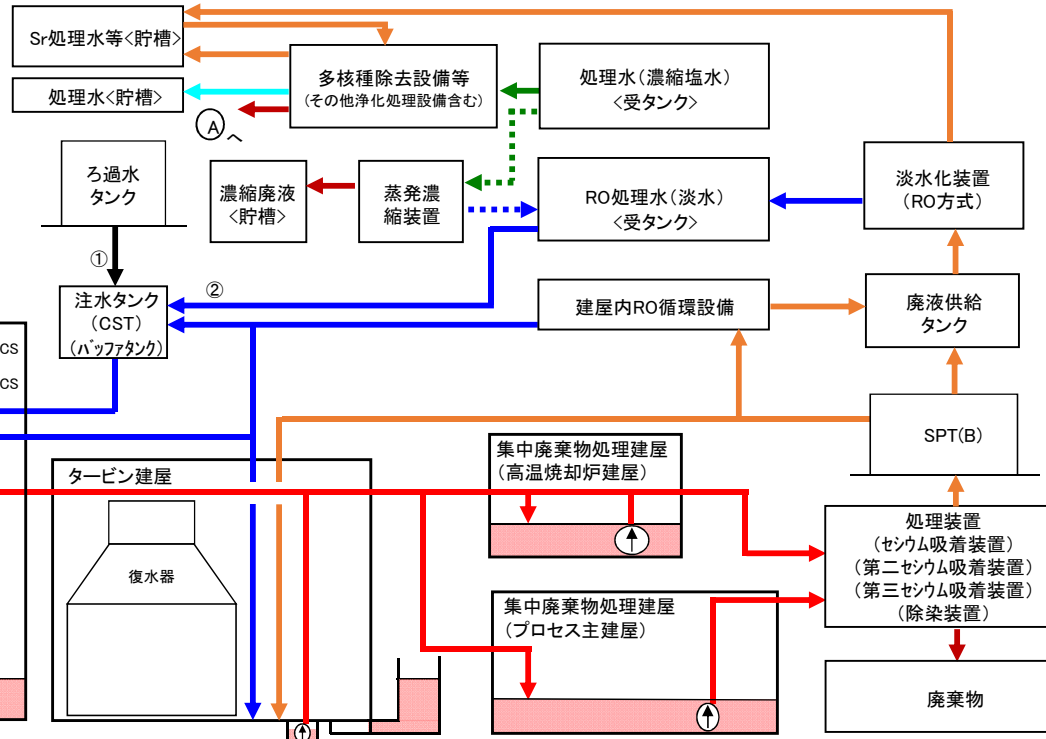 Sr処理水等<貯槽>
処理水<貯槽>
多核種除去設備等
(その他浄化処理設備含む)
A へ
処理水(濃縮塩水)
<受タンク>
ろ過水
タンク
濃縮廃液
<貯槽>
蒸発濃
縮装置
RO処理水(淡水)
<受タンク>
淡水化装置
(RO方式)
①
②
注水タンク
(CST)
(バッファタンク)
建屋内RO循環設備
廃液供給
タンク
CS
CS
SPT(B)
タービン建屋
復水器
集中廃棄物処理建屋
(高温焼却炉建屋)
集中廃棄物処理建屋
(プロセス主建屋)
処理装置
(セシウム吸着装置)
(第二セシウム吸着装置)
(第三セシウム吸着装置)
(除染装置)
廃棄物